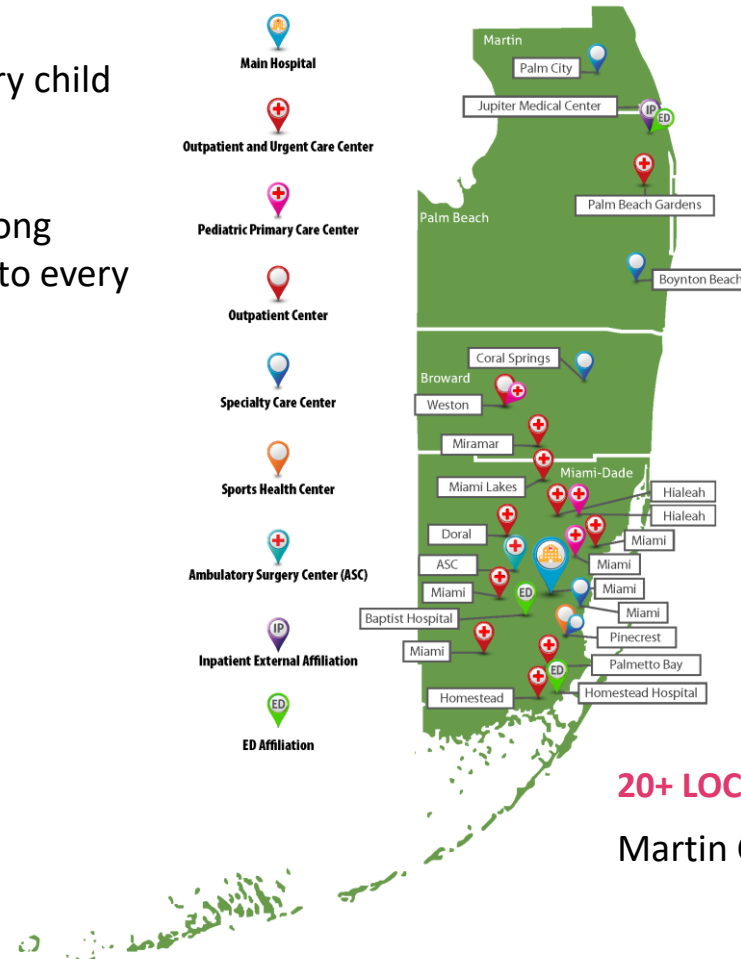 ry child
ong
to every
Main Hospital
Outpatient and Urgent Care Center
Pediatric Primary Care Center
Outpatient Center
Specialty Care Center
Sports Health Center
Ambulatory Surgery Center (ASC)
IP
Inpatient External Affiliation
ED
ED Affiliation
Martin
Palm City
Jupiter Medical Center
IP
ED
Palm Beach Gardens
Palm Beach
Boynton Beach
Coral Springs
Broward
Weston
Miramar
Miami-Dade
Miami Lakes
Hialeah
Hialeah
Doral
Miami
ASC
Miami
Miami
Miami
ED
Miami
Baptist Hospital
Pinecrest
Miami
Palmetto Bay
ED
Homestead
Homestead Hospital
20+ LOC
Martin